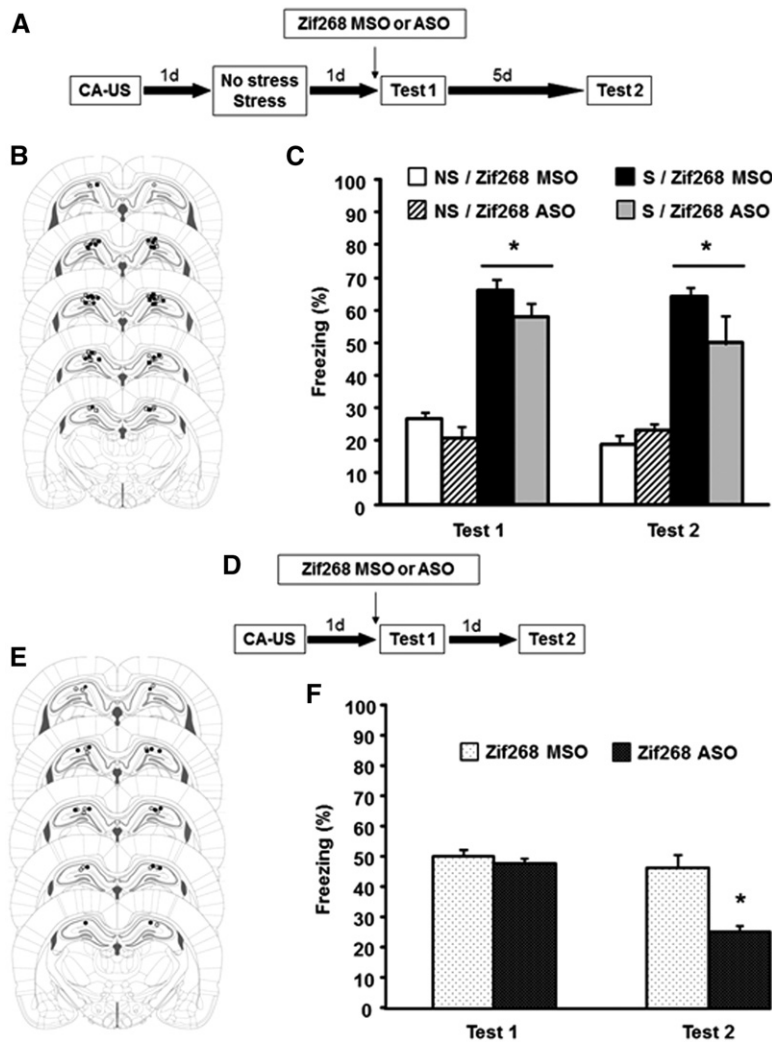 A
Zif268 MSO or ASO
CA-US
1d
No stress
Stress
1d
Test 1
5d
Test 2
B
C
NS / Zif268 MSO
S / Zif268 MSO
NS / Zif268 ASO
S / Zif268 ASO
Freezing (%)
100
90
80
70
60
50
40
30
20
10
0
*
*
Test 1
Test 2
D
Zif268 MSO or ASO
CA-US
1d
Test 1
1d
Test 2
E
F
Zif268 MSO
Zif268 ASO
Freezing (%)
100
90
80
70
60
50
40
30
20
10
0
*
Test 1
Test 2